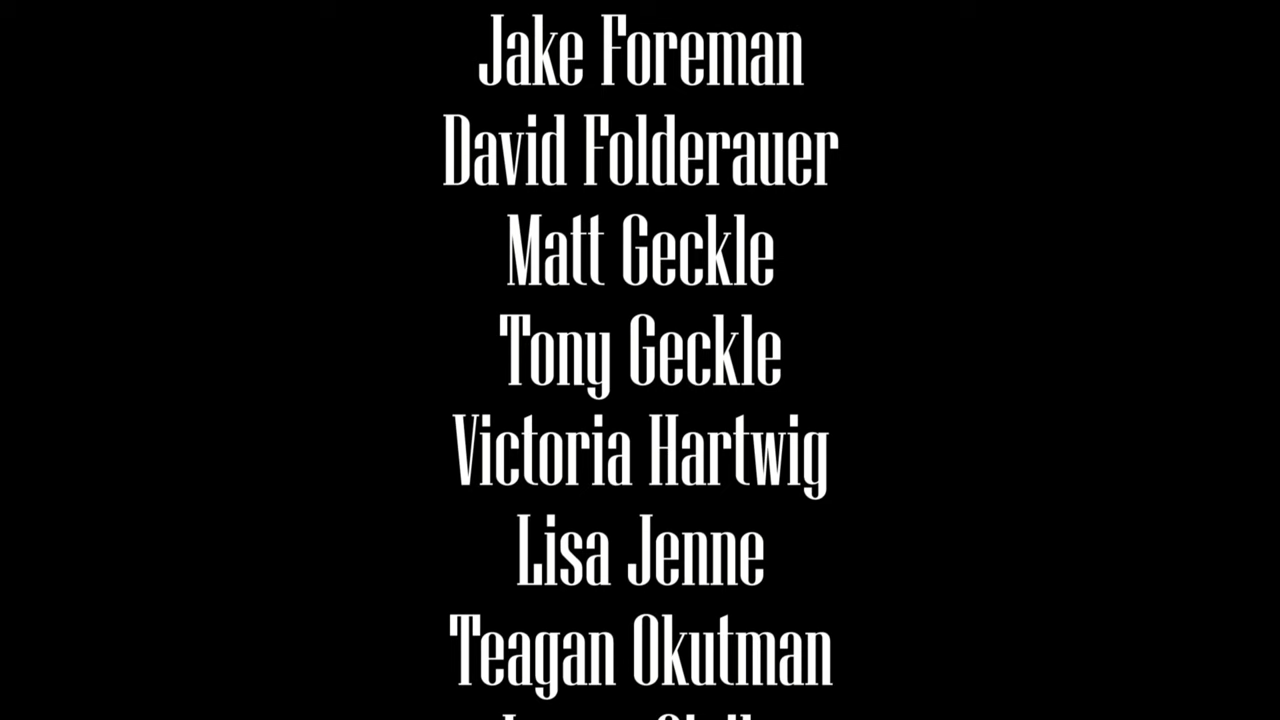 Jake Foreman
David Folderauer
Matt Geckle
Tony Geckle
Victoria Hartwig
Lisa Jenne
Teagan Okutman